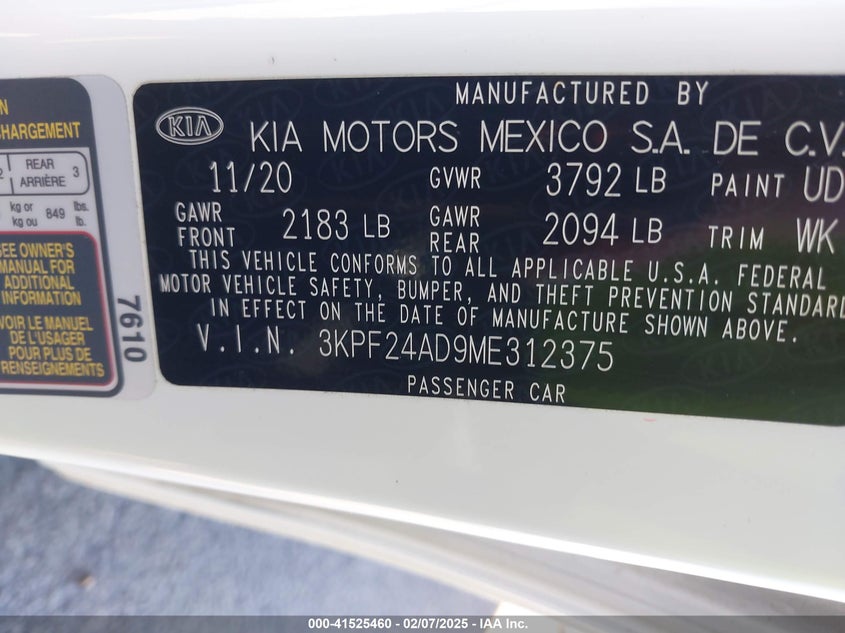 N
CHARGEMENT
2 REAR ARRIÈRE 3
kg or kg ou 849 lbs. lb.
SEE OWNER'S
MANUAL FOR
ADDITIONAL
INFORMATION
VOIR LE MANUEL
DE L'USAGER
POUR PLUS DE
RENSEIGNEMENTS
7610
MANUFACTURED BY
KIA KIA MOTORS MEXICO S.A. DE C.V.
11/20 GVWR 3792 LB PAINT UD
GAWR FRONT 2183 LB GAWR REAR 2094 LB TRIM WK
THIS VEHICLE CONFORMS TO ALL APPLICABLE U.S.A. FEDERAL
MOTOR VEHICLE SAFETY, BUMPER, AND THEFT PREVENTION STANDARD
IN EFFECT ON THE DATE OF MANUFACTURE SHOWN ABOVE.
V.I.N. 3KPF24AD9ME312375
PASSENGER CAR
000-41525460 - 02/07/2025 - IAA Inc.